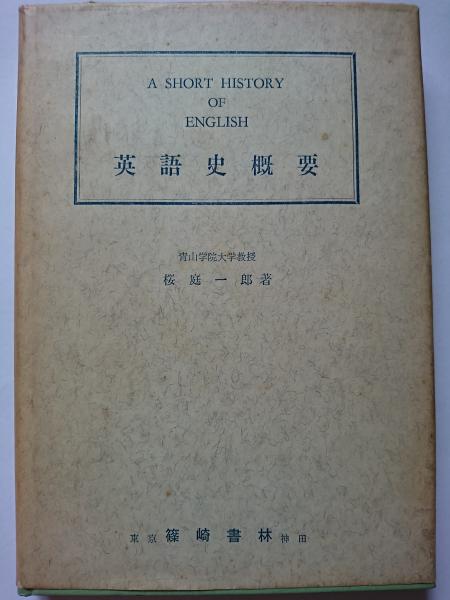 A SHORT HISTORY
OF
ENGLISH
英語史概要
青山学院大学教授
桜庭一郎著
東京 篠崎書林 神田